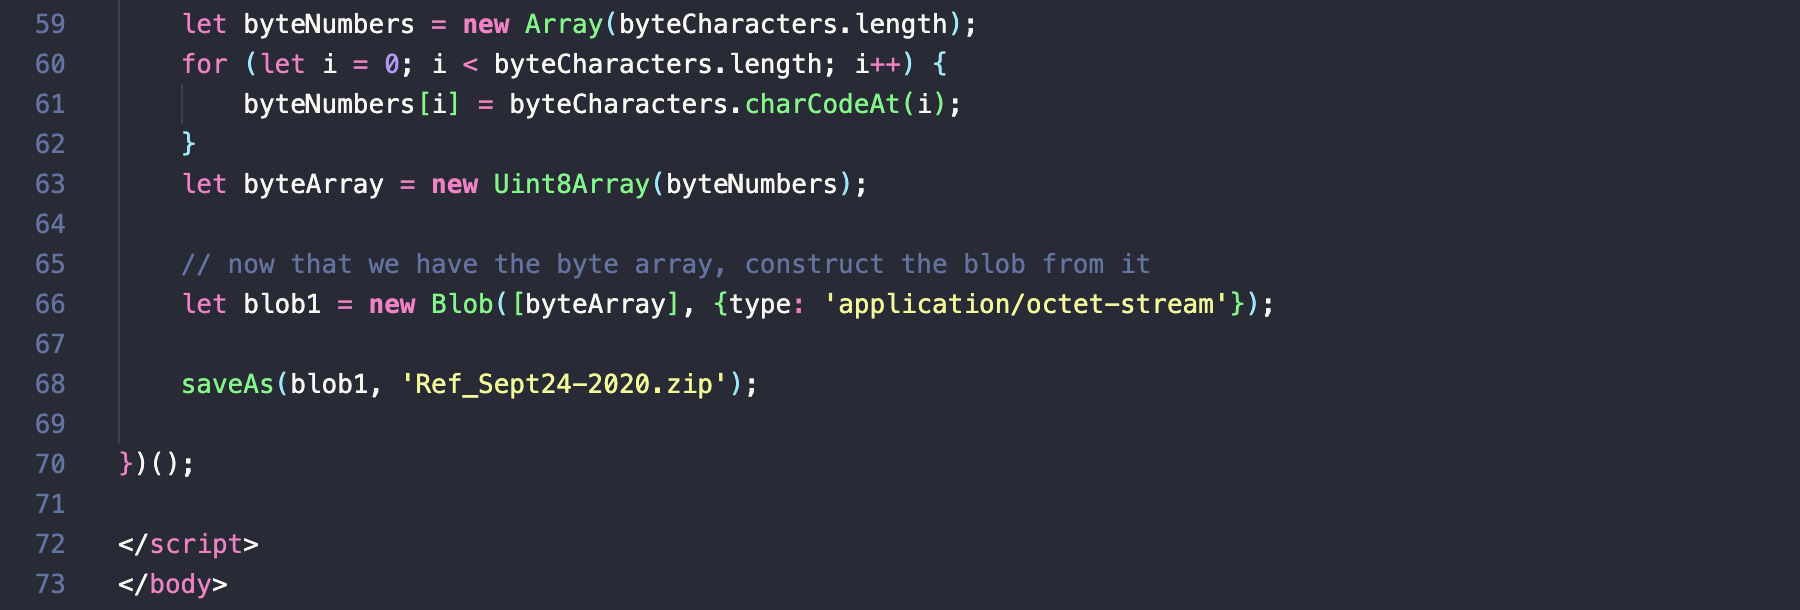 59 let byteNumbers = new Array(byteCharacters.length);
60 for (let i = 0; i < byteCharacters.length; i++) {
61 byteNumbers[i] = byteCharacters.charCodeAt(i);
62 }
63 let byteArray = new Uint8Array(byteNumbers);
64
65 // now that we have the byte array, construct the blob from it
66 let blob1 = new Blob([byteArray], {type: 'application/octet-stream'});
67
68 saveAs(blob1, 'Ref_Sept24-2020.zip');
69
70 })();
71
72 </script>
73 </body>